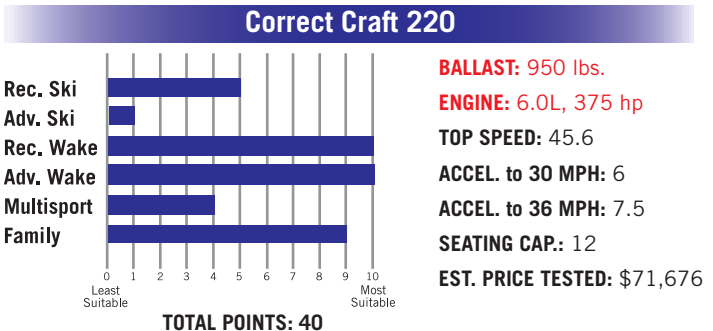 Correct Craft 220
Rec. Ski
Adv. Ski
Rec. Wake
Adv. Wake
Multisport
Family
0 1 2 3 4 5 6 7 8 9 10
Least
Suitable
Most
Suitable
TOTAL POINTS: 40
BALLAST: 950 lbs.
ENGINE: 6.0L, 375 hp
TOP SPEED: 45.6
ACCEL. to 30 MPH: 6
ACCEL. to 36 MPH: 7.5
SEATING CAP.: 12
EST. PRICE TESTED: $71,676